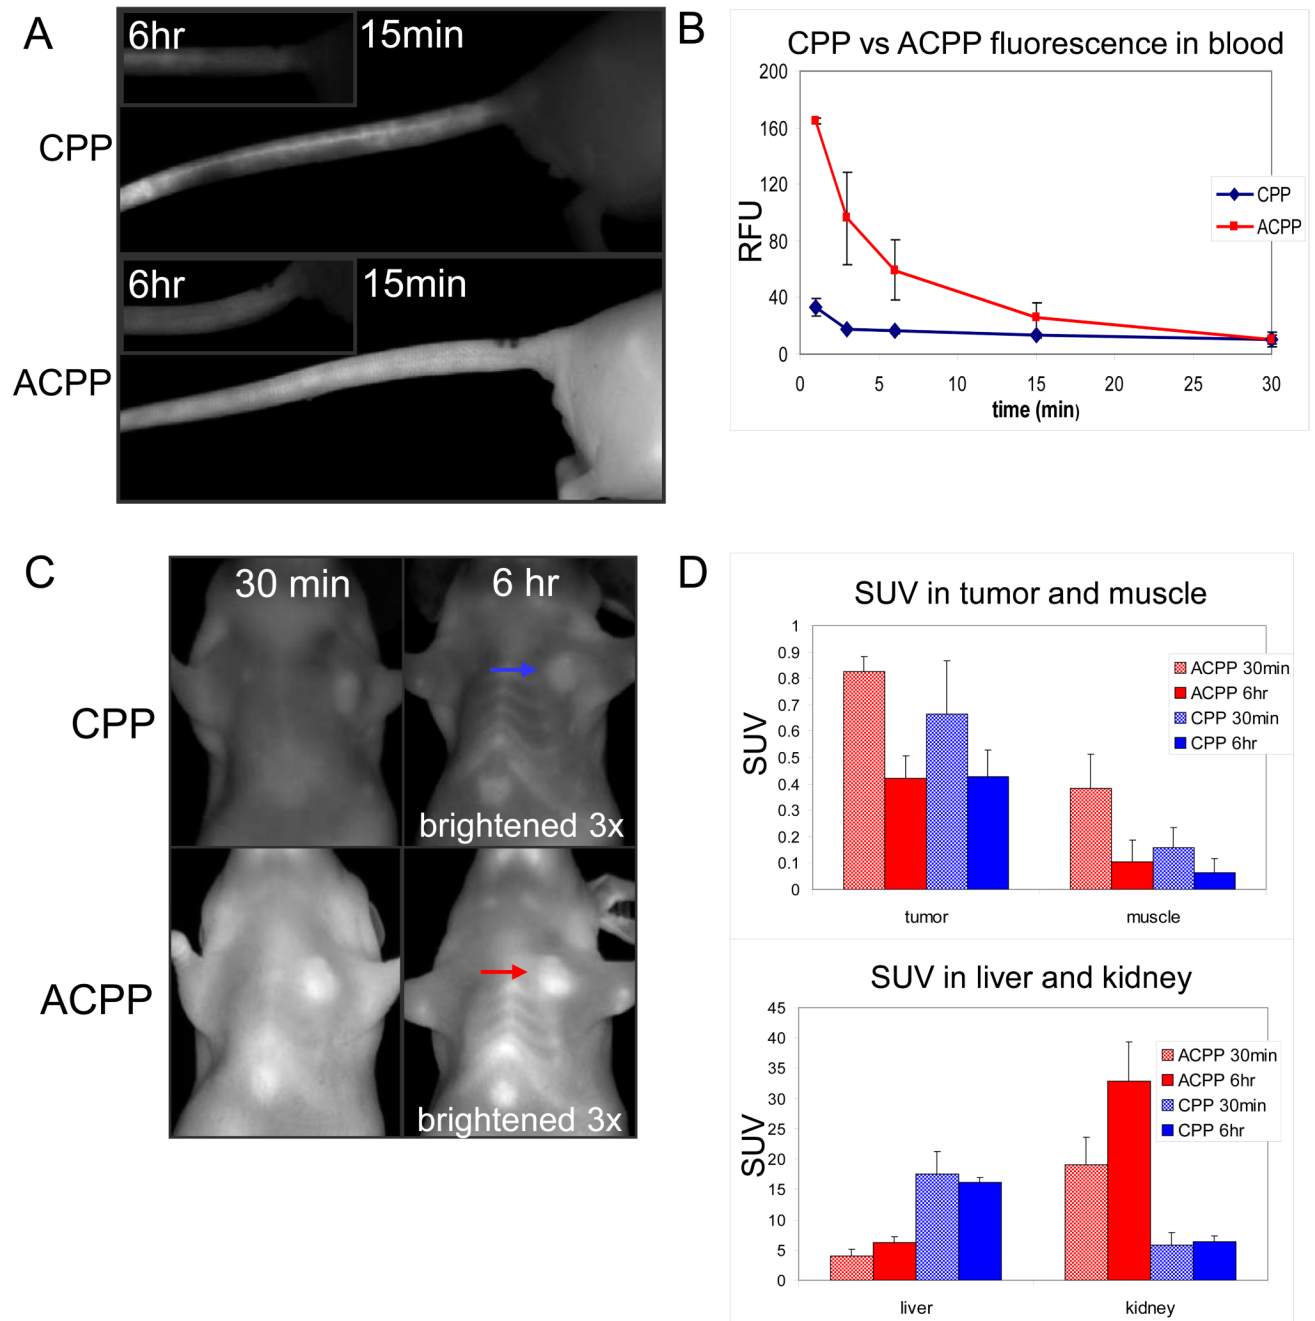 A
6hr
15min
CPP
6hr
15min
ACPP
B
CPP vs ACPP fluorescence in blood
200
160
120
80
40
0
RFU
0 5 10 15 20 25 30
time (min)
CPP
ACPP
C
30 min
6 hr
CPP
brightened 3x
ACPP
brightened 3x
D
SUV in tumor and muscle
1
0.9
0.8
0.7
0.6
0.5
0.4
0.3
0.2
0.1
0
SUV
tumor
muscle
ACPP 30min
ACPP 6hr
CPP 30min
CPP 6hr
SUV in liver and kidney
45
40
35
30
25
20
15
10
5
0
SUV
liver
kidney
ACPP 30min
ACPP 6hr
CPP 30min
CPP 6hr